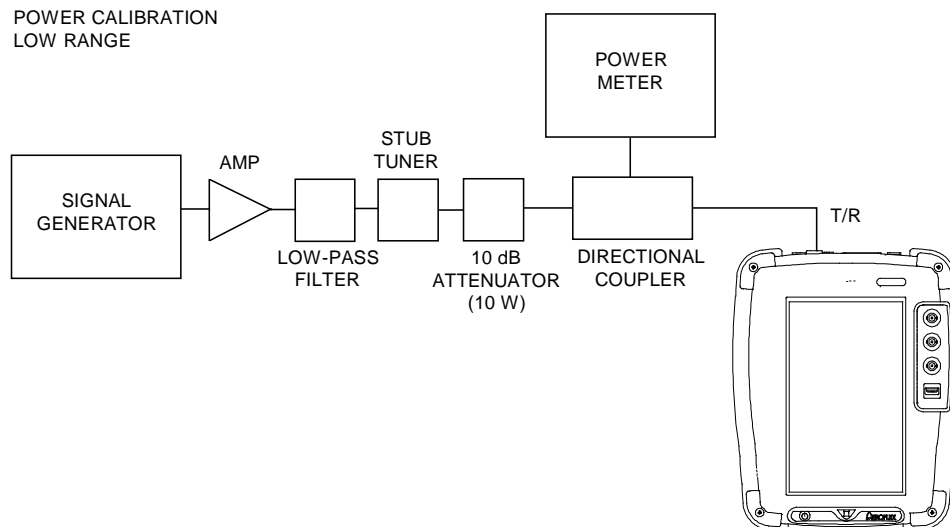 POWER CALIBRATION
LOW RANGE
POWER
METER
STUB
TUNER
AMP
SIGNAL
GENERATOR
T/R
LOW-PASS
FILTER
10 dB
ATTENUATOR
(10 W)
DIRECTIONAL
COUPLER
AEROFLEX